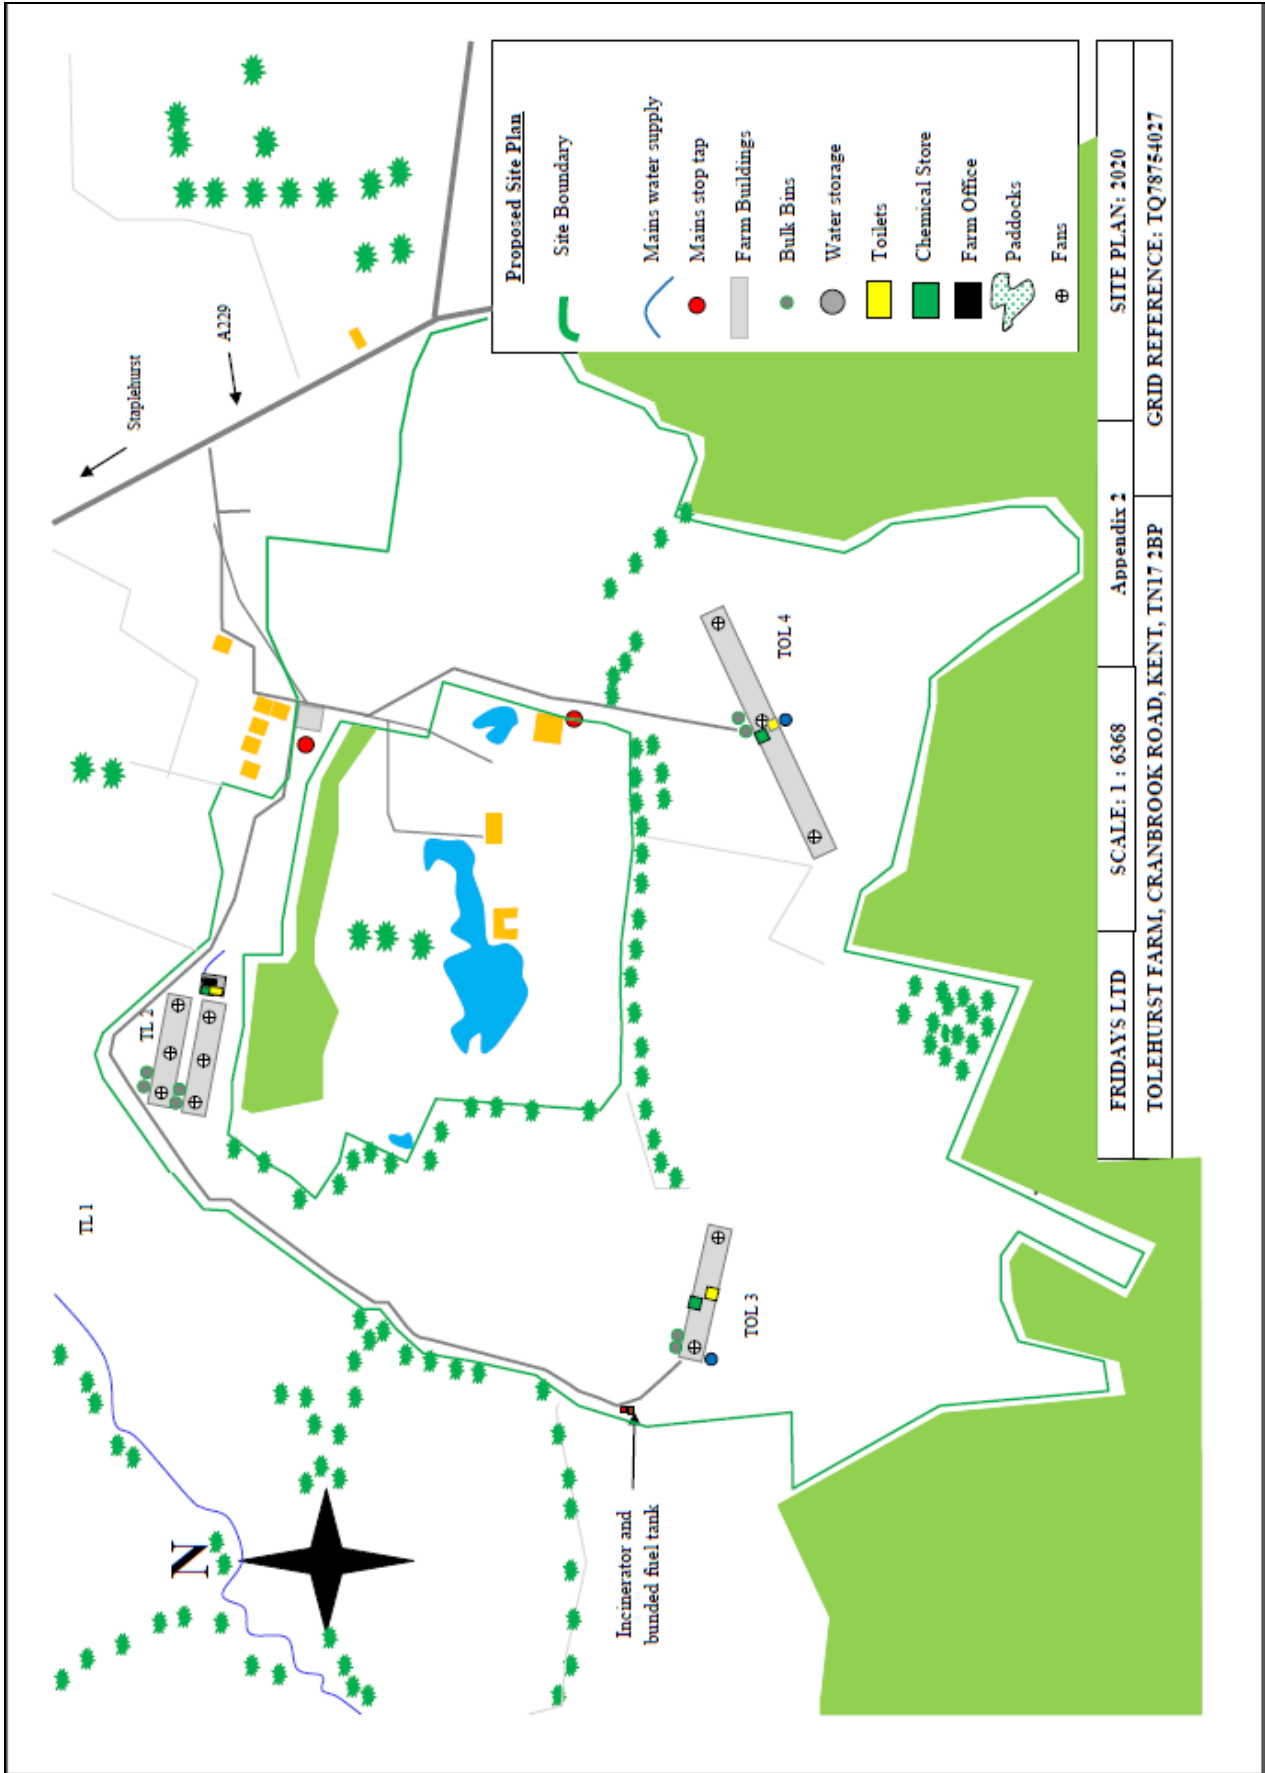 N
TL 1
TL 2
Staplehurst
A229
Incinerator and
bunded fuel tank
TOL 3
TOL 4
Proposed Site Plan
Site Boundary
Mains water supply
Mains stop tap
Farm Buildings
Bulk Bins
Water storage
Toilets
Chemical Store
Farm Office
Paddocks
Fans
FRIDAYS LTD
SCALE: 1 : 6368
Appendix 2
SITE PLAN: 2020
TOLEHURST FARM, CRANBROOK ROAD, KENT, TN17 2BP
GRID REFERENCE: TQ78754027